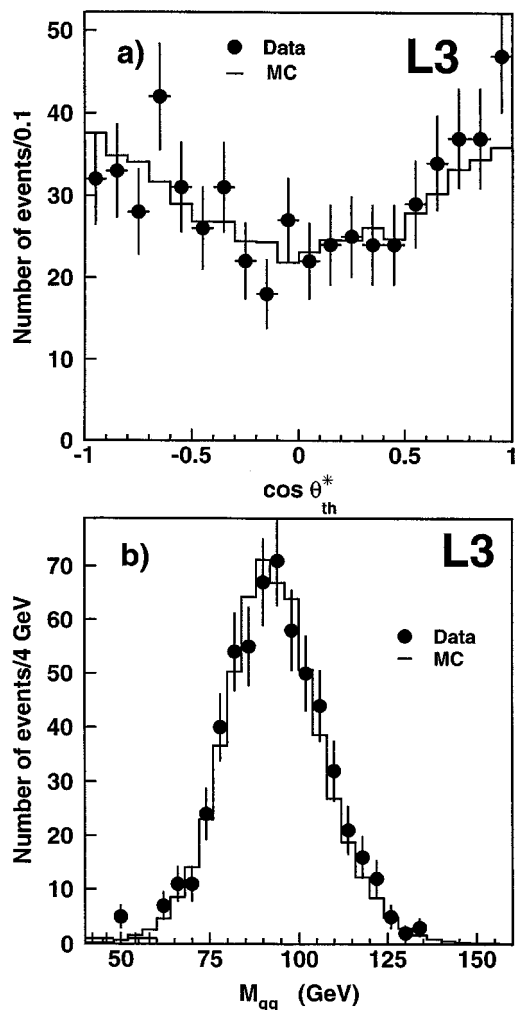 50
40
30
20
10
0
Number of events/0.1
a)
Data
MC
L3
-1
-0.5
0
0.5
1
cos θ*th
70
60
50
40
30
20
10
0
Number of events/4 GeV
b)
L3
Data
MC
50
75
100
125
150
Mqq (GeV)